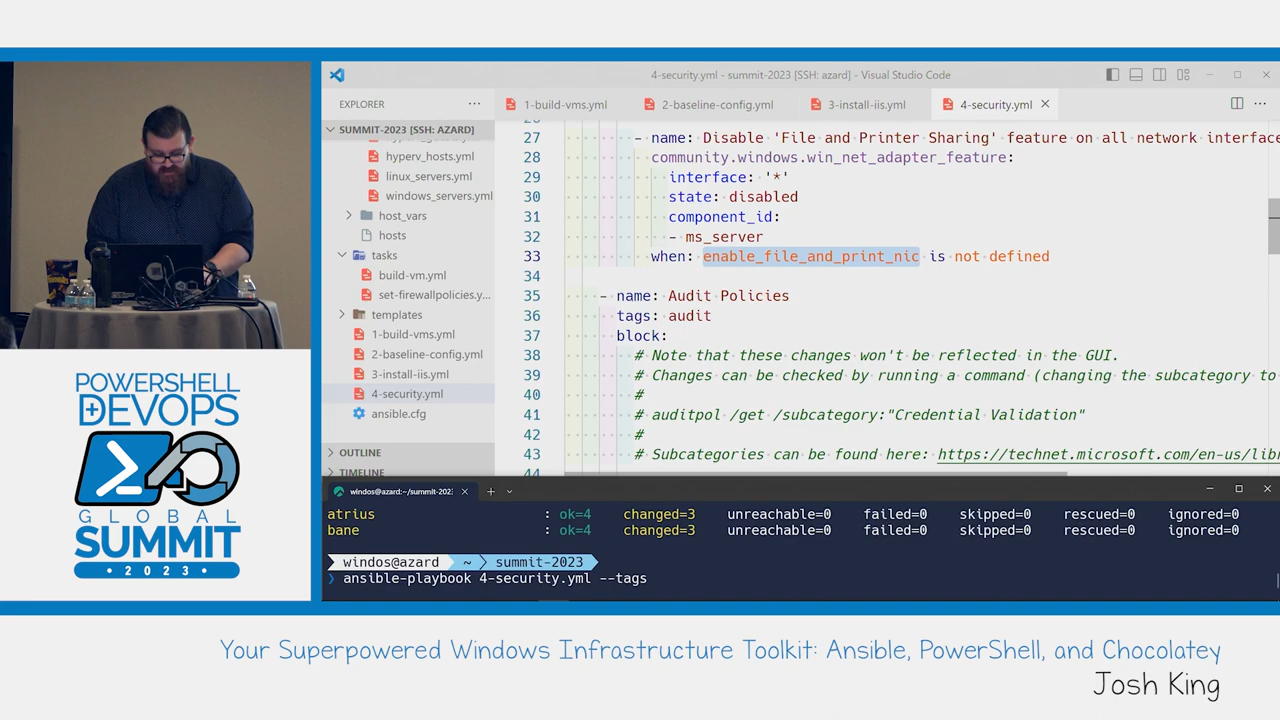 4-security.yml - summit-2023 [SSH: azard] - Visual Studio Code
EXPLORER
1-build-vms.yml
2-baseline-config.yml
3-install-iis.yml
4-security.yml
SUMMIT-2023 [SSH: AZARD]
hyperv_hosts.yml
linux_servers.yml
windows_servers.yml
host_vars
hosts
tasks
build-vm.yml
set-firewallpolicies.y...
templates
1-build-vms.yml
2-baseline-config.yml
3-install-iis.yml
4-security.yml
ansible.cfg
OUTLINE
TIMELINE
27 - name: Disable 'File and Printer Sharing' feature on all network interfac
28 community.windows.win_net_adapter_feature:
29 interface: '*'
30 state: disabled
31 component_id:
32 - ms_server
33 when: enable_file_and_print_nic is not defined
34
35 - name: Audit Policies
36 tags: audit
37 block:
38 # Note that these changes won't be reflected in the GUI.
39 # Changes can be checked by running a command (changing the subcategory to
40 #
41 # auditpol /get /subcategory:"Credential Validation"
42 #
43 # Subcategories can be found here: https://technet.microsoft.com/en-us/libr
44
windos@azard:~/summit-202
atrius : ok=4 changed=3 unreachable=0 failed=0 skipped=0 rescued=0 ignored=0
bane : ok=4 changed=3 unreachable=0 failed=0 skipped=0 rescued=0 ignored=0
windos@azard ~ summit-2023
❯ ansible-playbook 4-security.yml --tags
POWERSHELL
+DEVOPS
GLOBAL
SUMMIT
• 2023 •
Your Superpowered Windows Infrastructure Toolkit: Ansible, PowerShell, and Chocolatey
Josh King